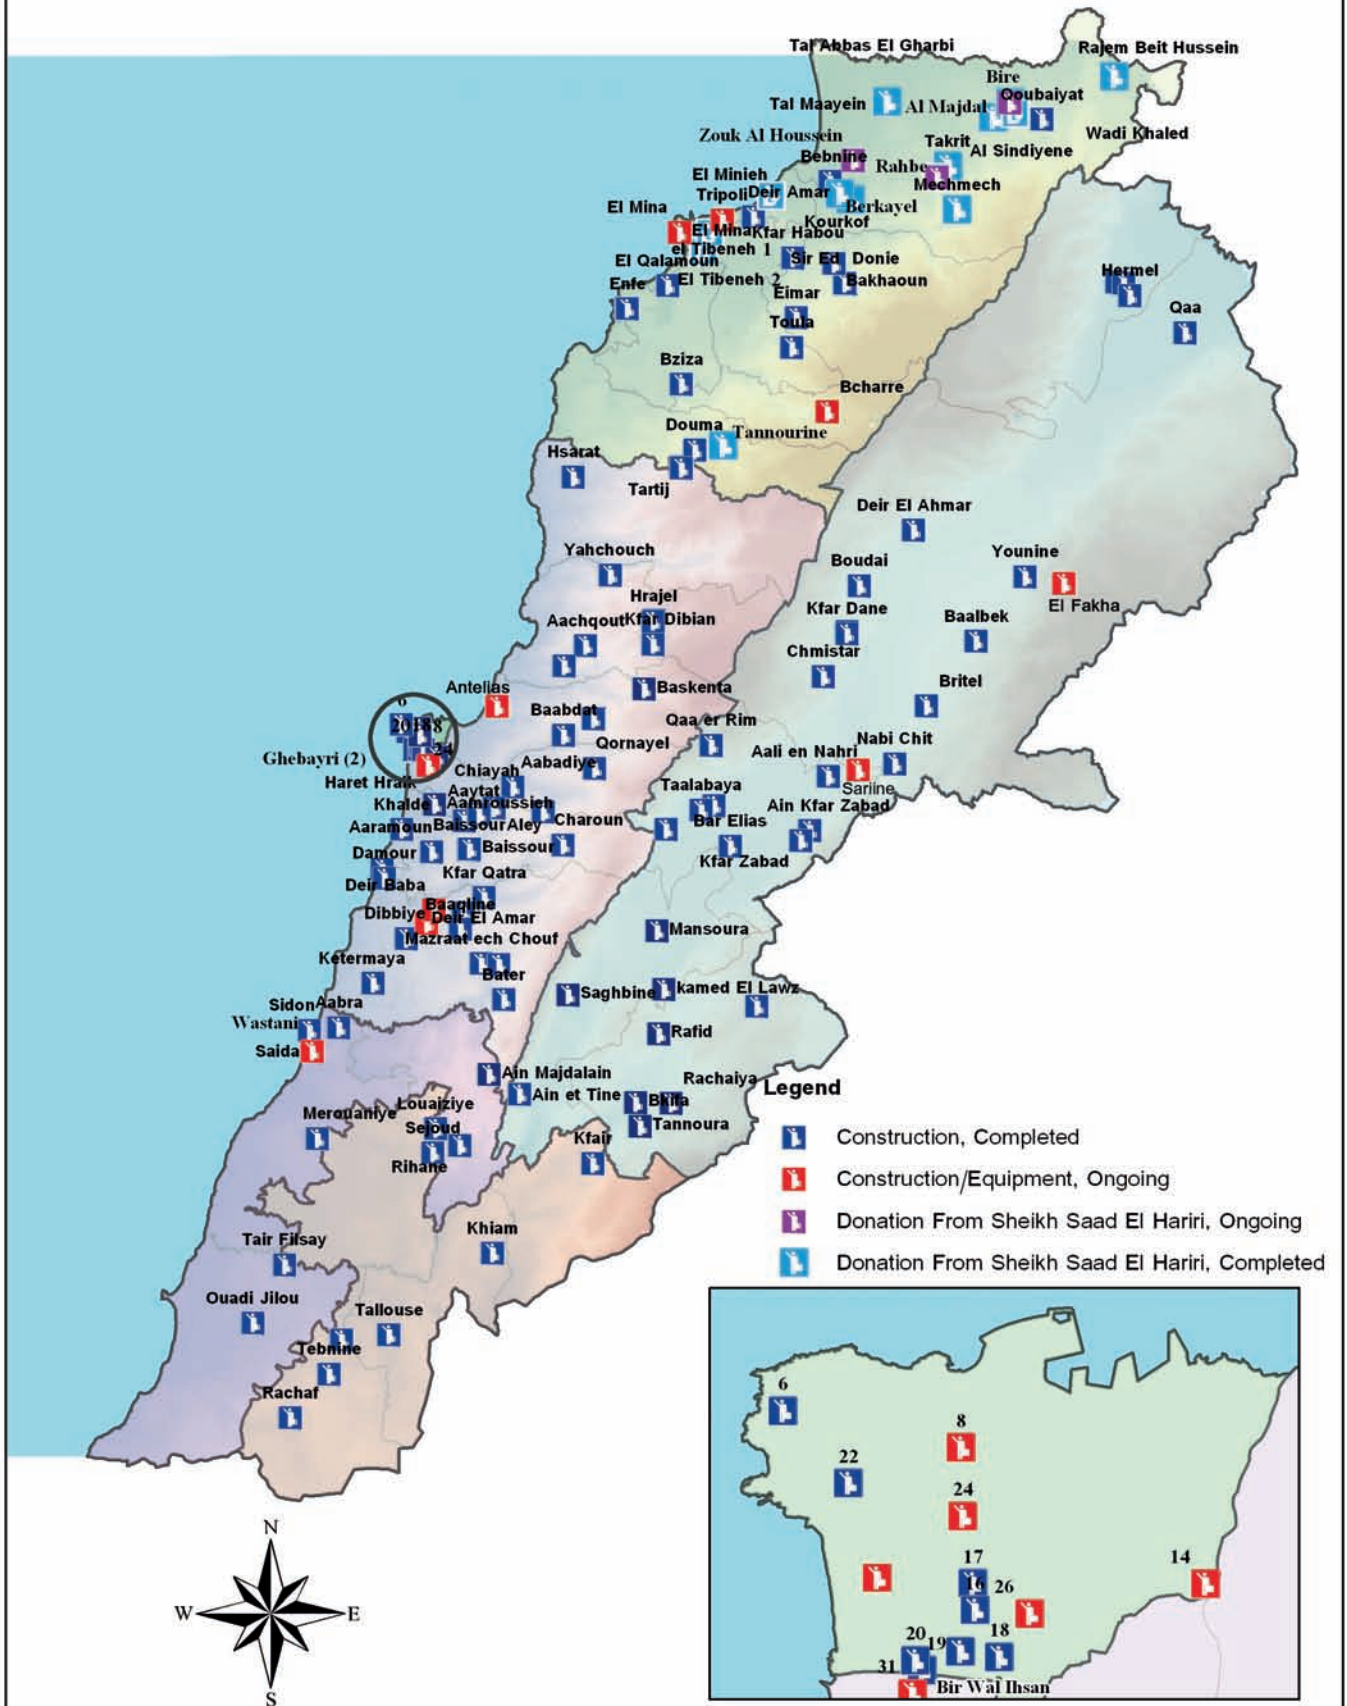 Tal Abbas El Gharbi
Rajem Beit Hussein
Bire
Tal Maayein
Al Majdal
Qoubaiyat
Zouk Al Houssein
Wadi Khaled
Bebnine
Takrit
Al Sindiyene
Rahbe
El Minieh
Mechmech
Tripoli
Deir Amar
El Mina
Berkayel
Kourkof
El Mina
Kfar Habou
el Tibeneh 1
El Qalamoun
Sir Ed Donie
Hermel
Enfe
El Tibeneh 2
Bakhaoun
Eimar
Qaa
Toula
Bziza
Bcharre
Douma
Tannourine
Hsarat
Tartij
Deir El Ahmar
Yahchouch
Boudai
Younine
Hrajel
El Fakha
Aachqout
Kfar Dibian
Kfar Dane
Baalbek
Chmistar
Antelias
Baskenta
Britel
6
Baabdat
Qaa er Rim
20188
24
Qornayel
Nabi Chit
Ghebayri (2)
Aali en Nahri
Chiayah
Aabadiye
Haret Hraik
Taalabaya
Sariine
Aaytat
Khalde
Aamroussieh
Ain Kfar Zabad
Aaramoun
Baissour
Aley
Charoun
Bar Elias
Damour
Baissour
Kfar Zabad
Deir Baba
Kfar Qatra
Baaqline
Dibbiye
Deir El Amar
Mansoura
Mazraat ech Chouf
Ketermaya
Bater
Saghbine
kamed El Lawz
Sidon
Aabra
Wastani
Rafid
Saida
Ain Majdalain
Rachaiya
Ain et Tine
Bkifa
Louaiziye
Merouaniye
Sejoud
Tannoura
Kfair
Rihane
Khiam
Tair Filsay
Ouadi Jilou
Tallouse
Tebnine
Rachaf
Legend
Construction, Completed
Construction/Equipment, Ongoing
Donation From Sheikh Saad El Hariri, Ongoing
Donation From Sheikh Saad El Hariri, Completed
6
8
22
24
17
14
16
26
20
19
18
31
Bir Wal Ihsan
N
W
E
S